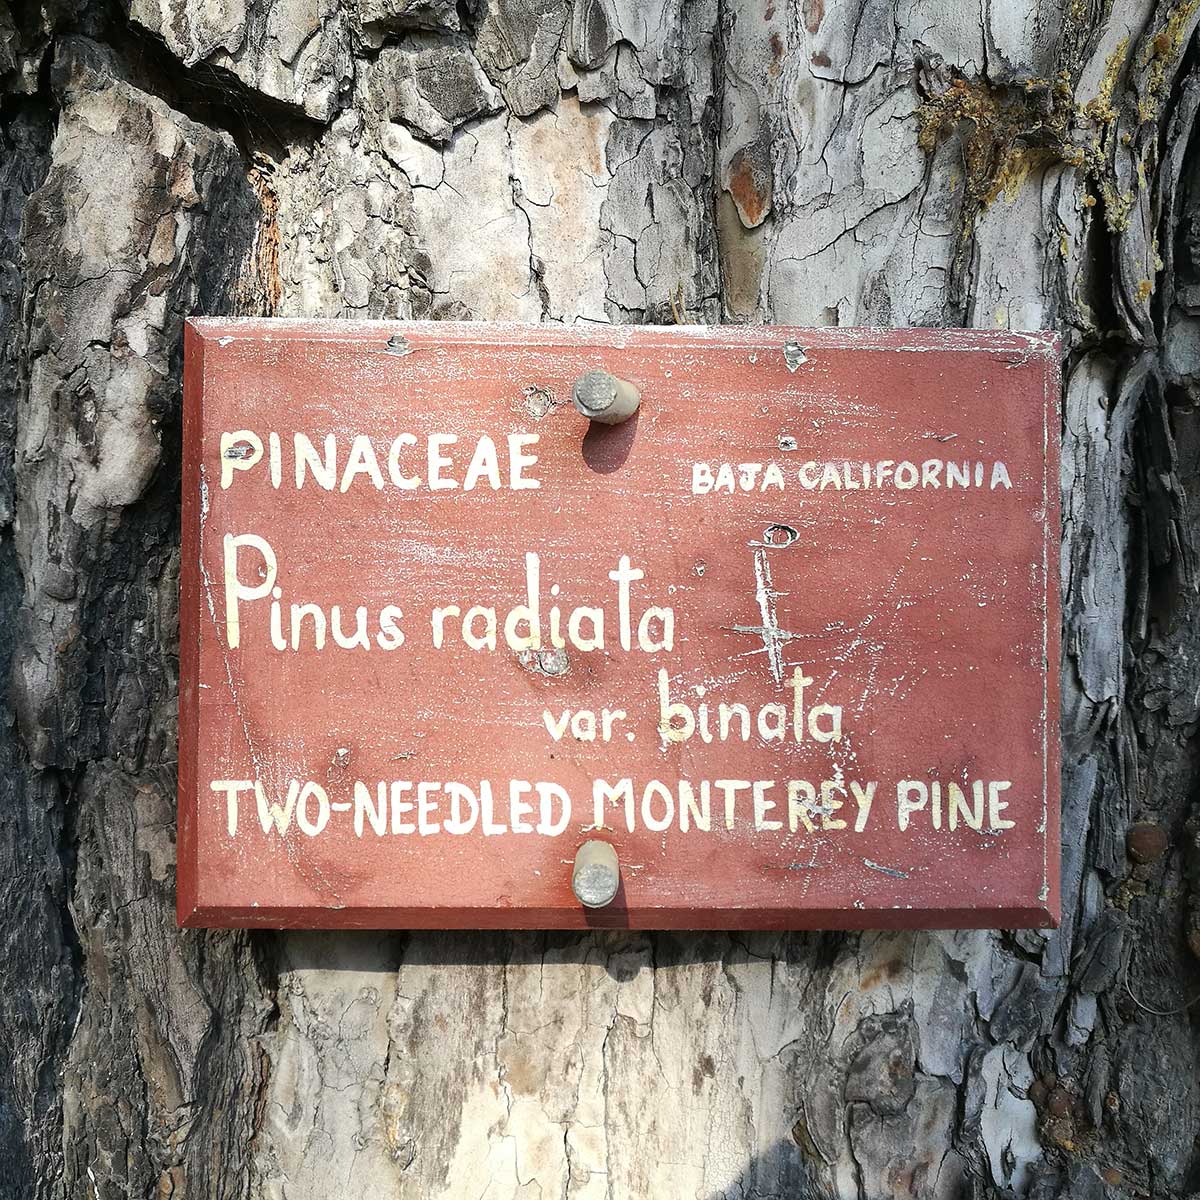 PINACEAE
BAJA CALIFORNIA
Pinus radiata
var. binata
TWO-NEEDLED MONTEREY PINE